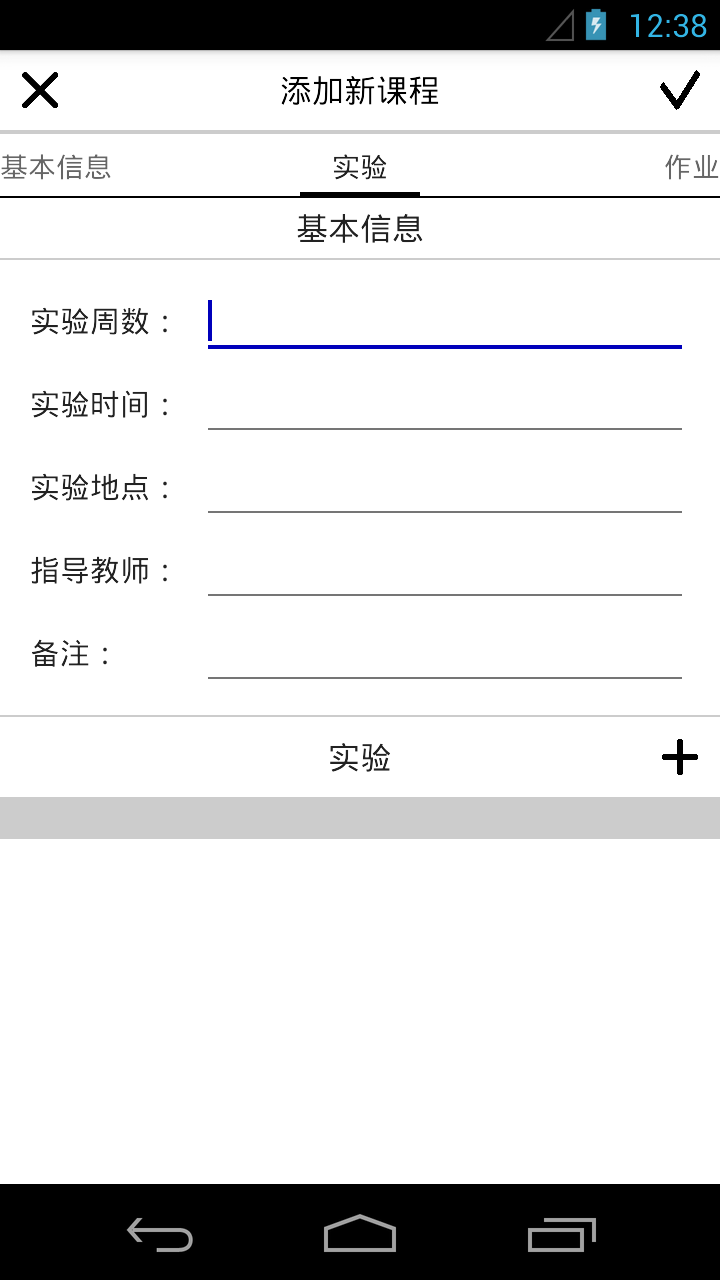 12:38
添加新课程
基本信息 实验 作业
基本信息
实验周数：
实验时间：
实验地点：
指导教师：
备注：
实验